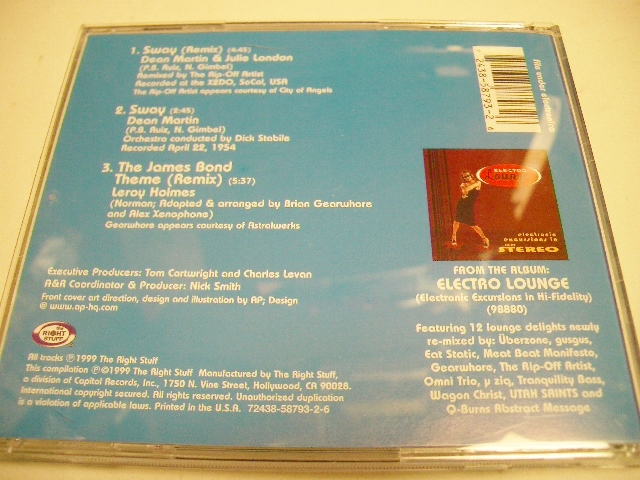 1. Sway (Remix) (4:45)
Dean Martin & Julie London
(P.B. Ruiz, N. Gimbel)
Remixed by The Rip-Off Artist
Recorded at the XZDO, SoCal, USA
The Rip-Off Artist appears courtesy of City of Angels
2. Sway (2:45)
Dean Martin
(P.B. Ruiz, N. Gimbel)
Orchestra conducted by Dick Stabile
Recorded April 22, 1954
3. The James Bond
Theme (Remix) (5:37)
Leroy Holmes
(Norman; Adapted & arranged by Brian Gearwhore
and Alex Xenophone)
Gearwhore appears courtesy of Astralwerks
Executive Producers: Tom Cartwright and Charles Levan
A&R Coordinator & Producer: Nick Smith
Front cover art direction, design and illustration by AP; Design
@ www.ap-hq.com
the
RIGHT
STUFF
All tracks ℗1999 The Right Stuff
This compilation ℗©1999 The Right Stuff Manufactured by The Right Stuff,
a division of Capitol Records, Inc., 1750 N. Vine Street, Hollywood, CA 90028.
International copyright secured. All rights reserved. Unauthorized duplication
is a violation of applicable laws. Printed in the U.S.A. 72438-58793-2-6
7 2438-58793-2 6
file under electronica
ELECTRO
LOUNGE
electronic
excursions in
STEREO
FROM THE ALBUM:
ELECTRO LOUNGE
(Electronic Excursions in Hi-Fidelity)
(98880)
Featuring 12 lounge delights newly
re-mixed by: Überzone, gusgus,
Eat Static, Meat Beat Manifesto,
Gearwhore, The Rip-Off Artist,
Omni Trio, µ ziq, Tranquility Bass,
Wagon Christ, UTAH SAINTS and
Q-Burns Abstract Message